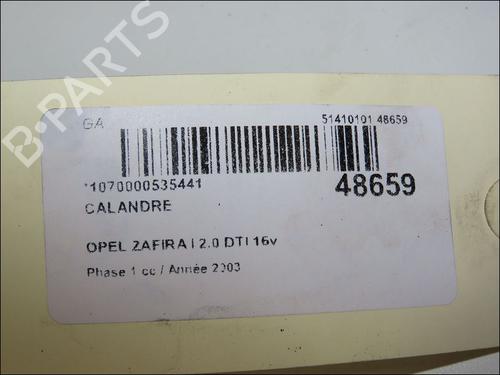 B-PARTS
GA
51410101 48659
*1070000535441
48659
CALANDRE
OPEL ZAFIRA I 2.0 DTI 16v
Phase 1 cc / Année 2003